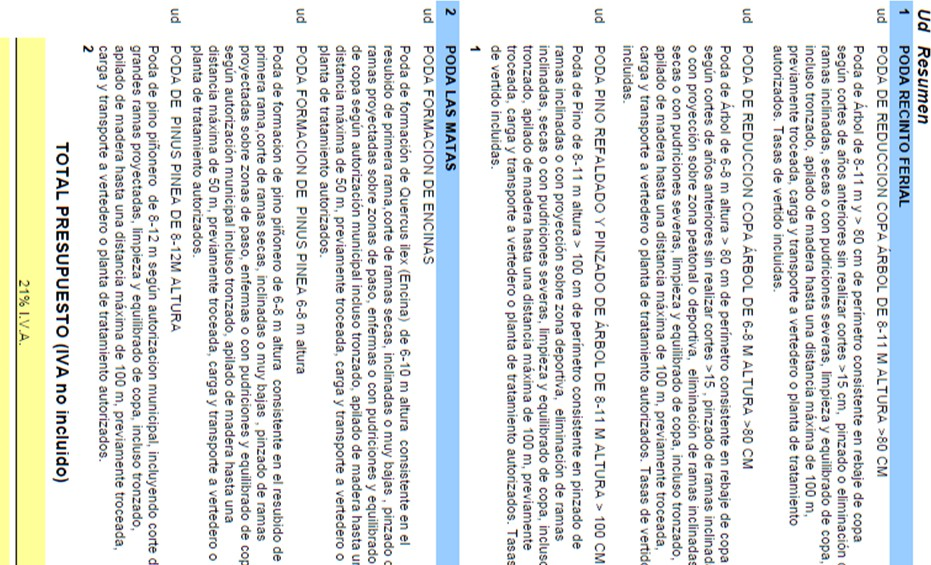 Ud Resumen
1 PODA RECINTO FERIAL
ud PODA DE REDUCCION COPA ÁRBOL DE 8-11 M ALTURA >80 CM
Poda de Árbol de 8-11 m y > 80 cm de perímetro consistente en rebaje de copa
según cortes de años anteriores sin realizar cortes >15 cm, pinzado o eliminación
ramas inclinadas, secas o con pudriciones severas, limpieza y equilibrado de copa,
incluso tronzado, apilado de madera hasta una distancia máxima de 100 m,
previamente troceada, carga y transporte a vertedero o planta de tratamiento
autorizados. Tasas de vertido incluidas.
ud PODA DE REDUCCION COPA ÁRBOL DE 6-8 M ALTURA >80 CM
Poda de Árbol de 6-8 m altura > 80 cm de perímetro consistente en rebaje de copa
según cortes de años anteriores sin realizar cortes >15 , pinzado de ramas inclinad
o con proyección sobre zona peatonal o deportiva, eliminación de ramas inclinadas
secas o con pudriciones severas, limpieza y equilibrado de copa, incluso tronzado,
apilado de madera hasta una distancia máxima de 100 m, previamente troceada,
carga y transporte a vertedero o planta de tratamiento autorizados. Tasas de vertid
incluidas.
ud PODA PINO REFALDADO Y PINZADO DE ÁRBOL DE 8-11 M ALTURA > 100 CM
Poda de Pino de 8-11 m altura > 100 cm de perímetro consistente en pinzado de
ramas inclinadas o con proyección sobre zona deportiva, eliminación de ramas
inclinadas, secas o con pudriciones severas, limpieza y equilibrado de copa, incluso
tronzado, apilado de madera hasta una distancia máxima de 100 m, previamente
troceada, carga y transporte a vertedero o planta de tratamiento autorizados. Tasas
de vertido incluidas.
1
2 PODA LAS MATAS
ud PODA FORMACION DE ENCINAS
Poda de formación de Quercus ilex (Encina) de 6-10 m altura consistente en el
resubido de primera rama,corte de ramas secas, inclinadas o muy bajas , pinzado
ramas proyectadas sobre zonas de paso, enfermas o con pudriciones y equilibrado
de copa según autorización municipal incluso tronzado, apilado de madera hasta
distancia máxima de 50 m, previamente troceada, carga y transporte a vertedero o
planta de tratamiento autorizados.
ud PODA FORMACION DE PINUS PINEA 6-8 m altura
Poda de formacion de pino piñonero de 6-8 m altura consistente en el resubido de
primera rama,corte de ramas secas, inclinadas o muy bajas , pinzado de ramas
proyectadas sobre zonas de paso, enfermas o con pudriciones y equilibrado de cop
según autorización municipal incluso tronzado, apilado de madera hasta una
distancia máxima de 50 m, previamente troceada, carga y transporte a vertedero o
planta de tratamiento autorizados.
ud PODA DE PINUS PINEA DE 8-12M ALTURA
Poda de pino piñonero de 8-12 m según autorizacion municipal, incluyendo corte d
grandes ramas proyectadas, limpieza y equilibrado de copa, incluso tronzado,
apilado de madera hasta una distancia máxima de 100 m, previamente troceada,
carga y transporte a vertedero o planta de tratamiento autorizados.
2
TOTAL PRESUPUESTO (IVA no incluido)
21% I.V.A.